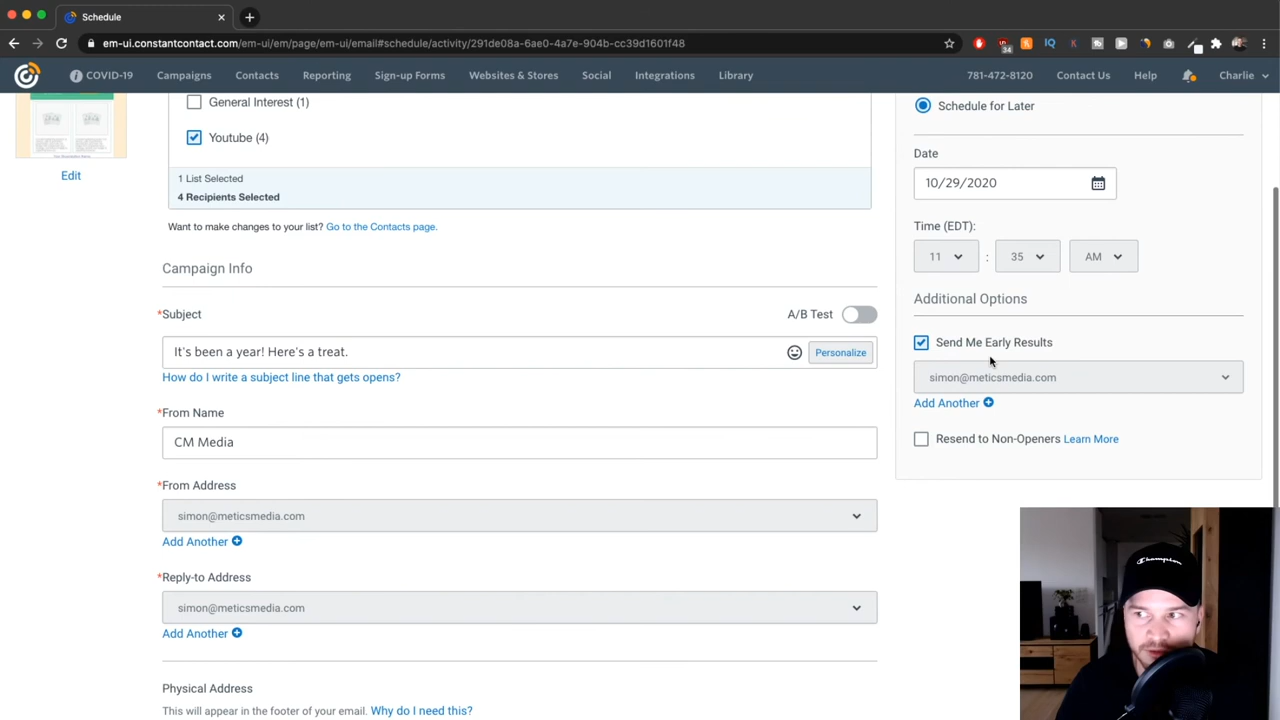 Schedule
em-ui.constantcontact.com/em-ui/em/page/em-ui/email#schedule/activity/291de08a-6ae0-4a7e-904b-cc39d1601f48
COVID-19 Campaigns Contacts Reporting Sign-up Forms Websites & Stores Social Integrations Library 781-472-8120 Contact Us Help Charlie
Edit
General Interest (1)
Youtube (4)
1 List Selected
4 Recipients Selected
Want to make changes to your list? Go to the Contacts page.
Campaign Info
*Subject
A/B Test
It's been a year! Here's a treat.
Personalize
How do I write a subject line that gets opens?
*From Name
CM Media
*From Address
simon@meticsmedia.com
Add Another
*Reply-to Address
simon@meticsmedia.com
Add Another
Physical Address
This will appear in the footer of your email. Why do I need this?
Schedule for Later
Date
10/29/2020
Time (EDT):
11 : 35 AM
Additional Options
Send Me Early Results
simon@meticsmedia.com
Add Another
Resend to Non-Openers Learn More
Champion